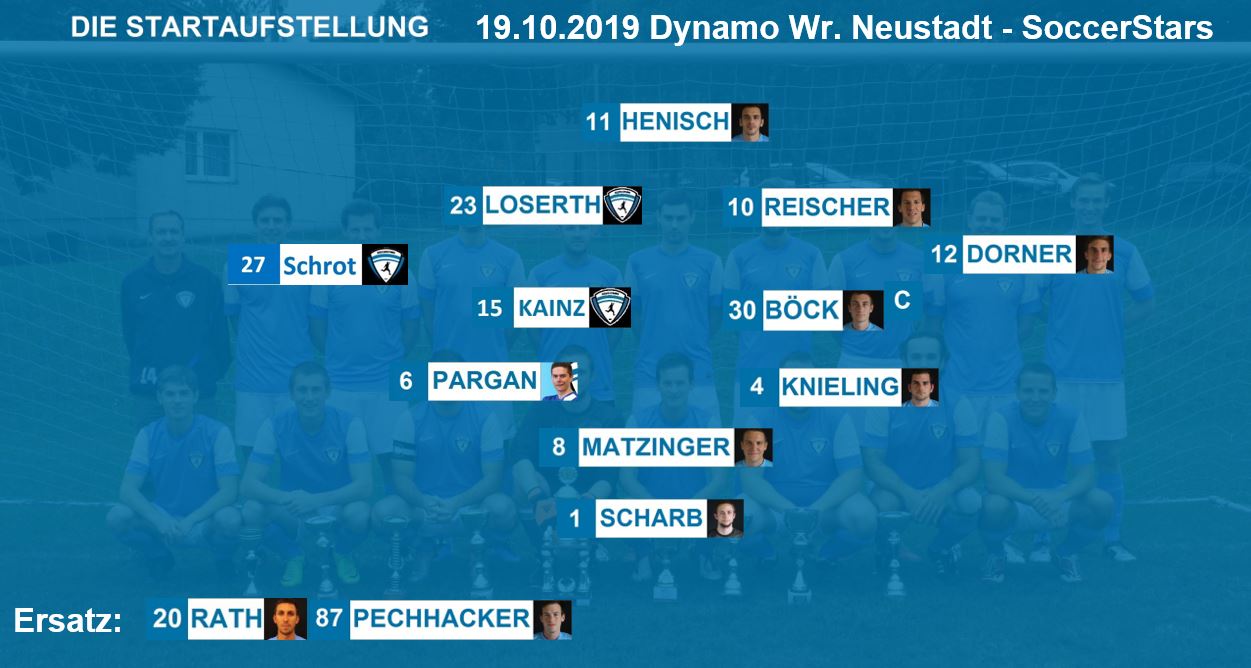 DIE STARTAUFSTELLUNG 19.10.2019 Dynamo Wr. Neustadt - SoccerStars
11 HENISCH
23 LOSERTH 10 REISCHER
27 Schrot 12 DORNER
15 KAINZ 30 BÖCK C
6 PARGAN 4 KNIELING
8 MATZINGER
14
1 SCHARB
Ersatz: 20 RATH 87 PECHHACKER